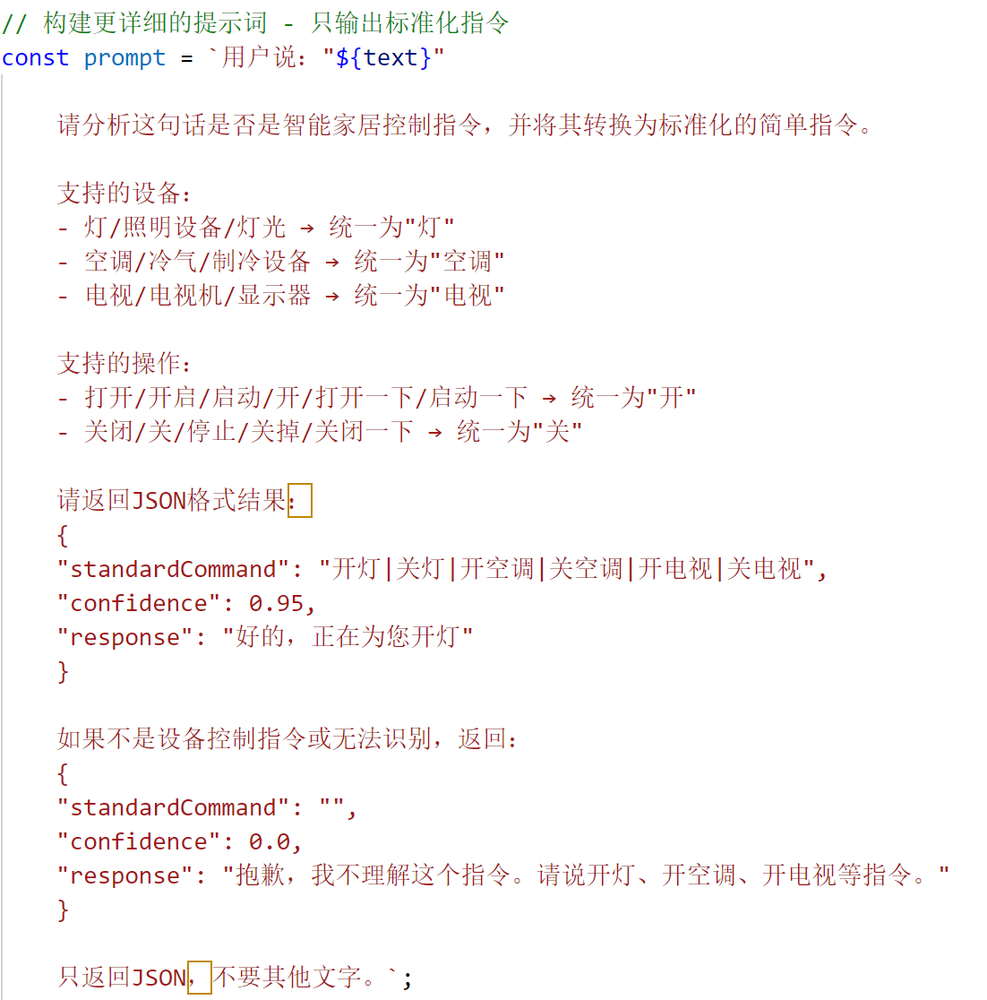 // 构建更详细的提示词 - 只输出标准化指令
const prompt = `用户说："${text}"
请分析这句话是否是智能家居控制指令，并将其转换为标准化的简单指令。
支持的设备：
- 灯/照明设备/灯光 → 统一为"灯"
- 空调/冷气/制冷设备 → 统一为"空调"
- 电视/电视机/显示器 → 统一为"电视"
支持的操作：
- 打开/开启/启动/开/打开一下/启动一下 → 统一为"开"
- 关闭/关/停止/关掉/关闭一下 → 统一为"关"
请返回JSON格式结果：
{
"standardCommand": "开灯|关灯|开空调|关空调|开电视|关电视",
"confidence": 0.95,
"response": "好的，正在为您开灯"
}
如果不是设备控制指令或无法识别，返回：
{
"standardCommand": "",
"confidence": 0.0,
"response": "抱歉，我不理解这个指令。请说开灯、开空调、开电视等指令。"
}
只返回JSON，不要其他文字。`;